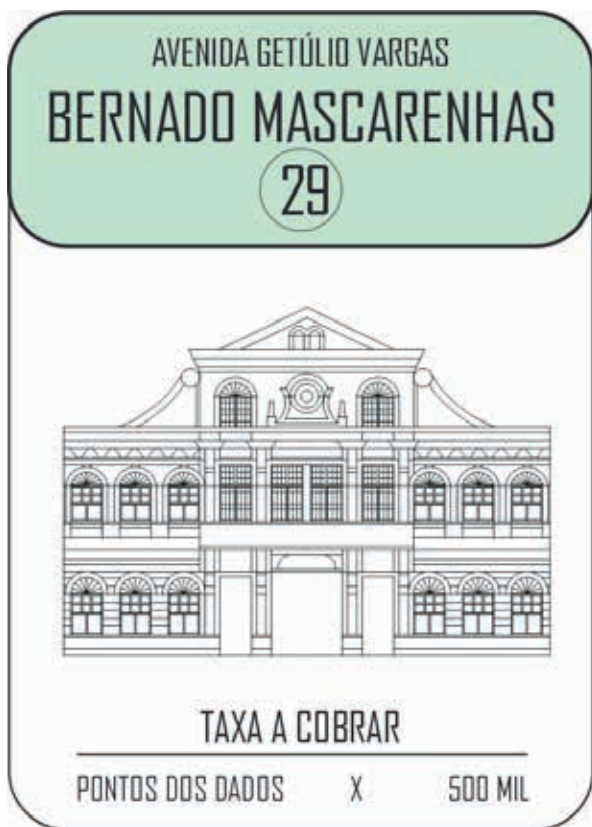 AVENIDA GETÚLIO VARGAS
BERNADO MASCARENHAS
29
TAXA A COBRAR
PONTOS DOS DADOS X 500 MIL